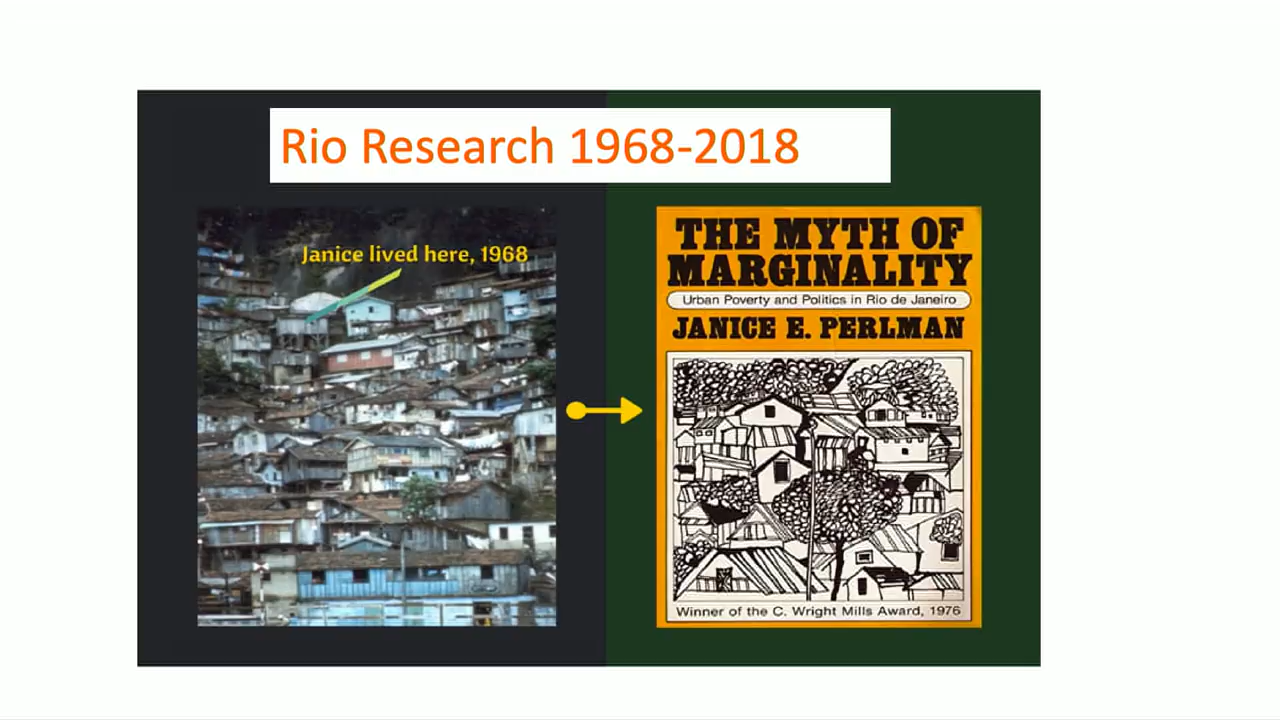 Rio Research 1968-2018
Janice lived here, 1968
THE MYTH OF
MARGINALITY
Urban Poverty and Politics in Rio de Janeiro
JANICE E. PERLMAN
Winner of the C. Wright Mills Award, 1976